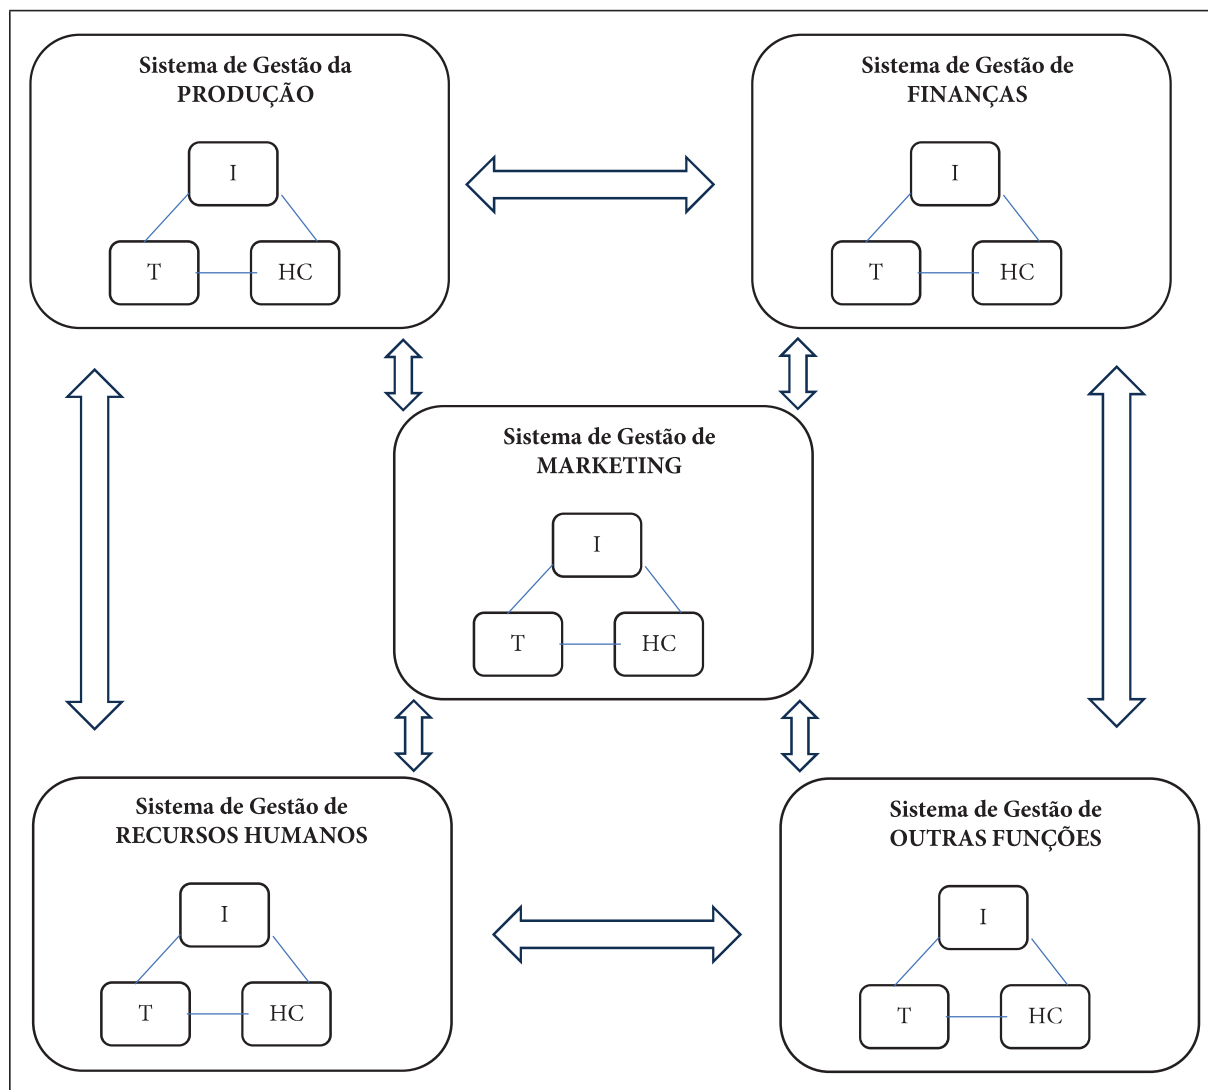 Sistema de Gestão da
PRODUÇÃO
I
T
HC
Sistema de Gestão de
FINANÇAS
I
T
HC
Sistema de Gestão de
MARKETING
I
T
HC
Sistema de Gestão de
RECURSOS HUMANOS
I
T
HC
Sistema de Gestão de
OUTRAS FUNÇÕES
I
T
HC